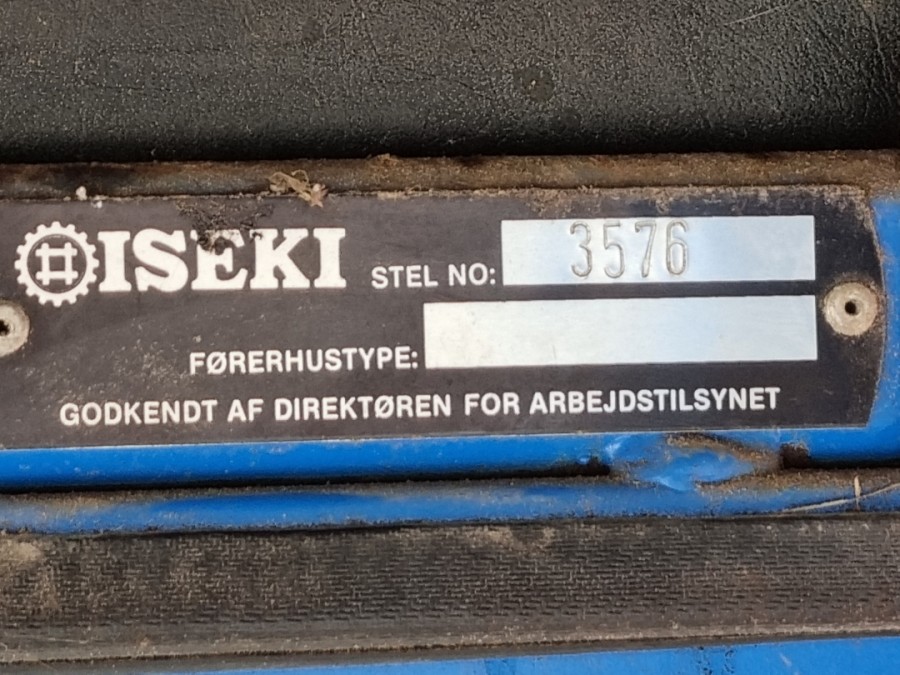 ISEKI STEL NO: 3576
FØRERHUSTYPE:
GODKENDT AF DIREKTØREN FOR ARBEJDSTILSYNET